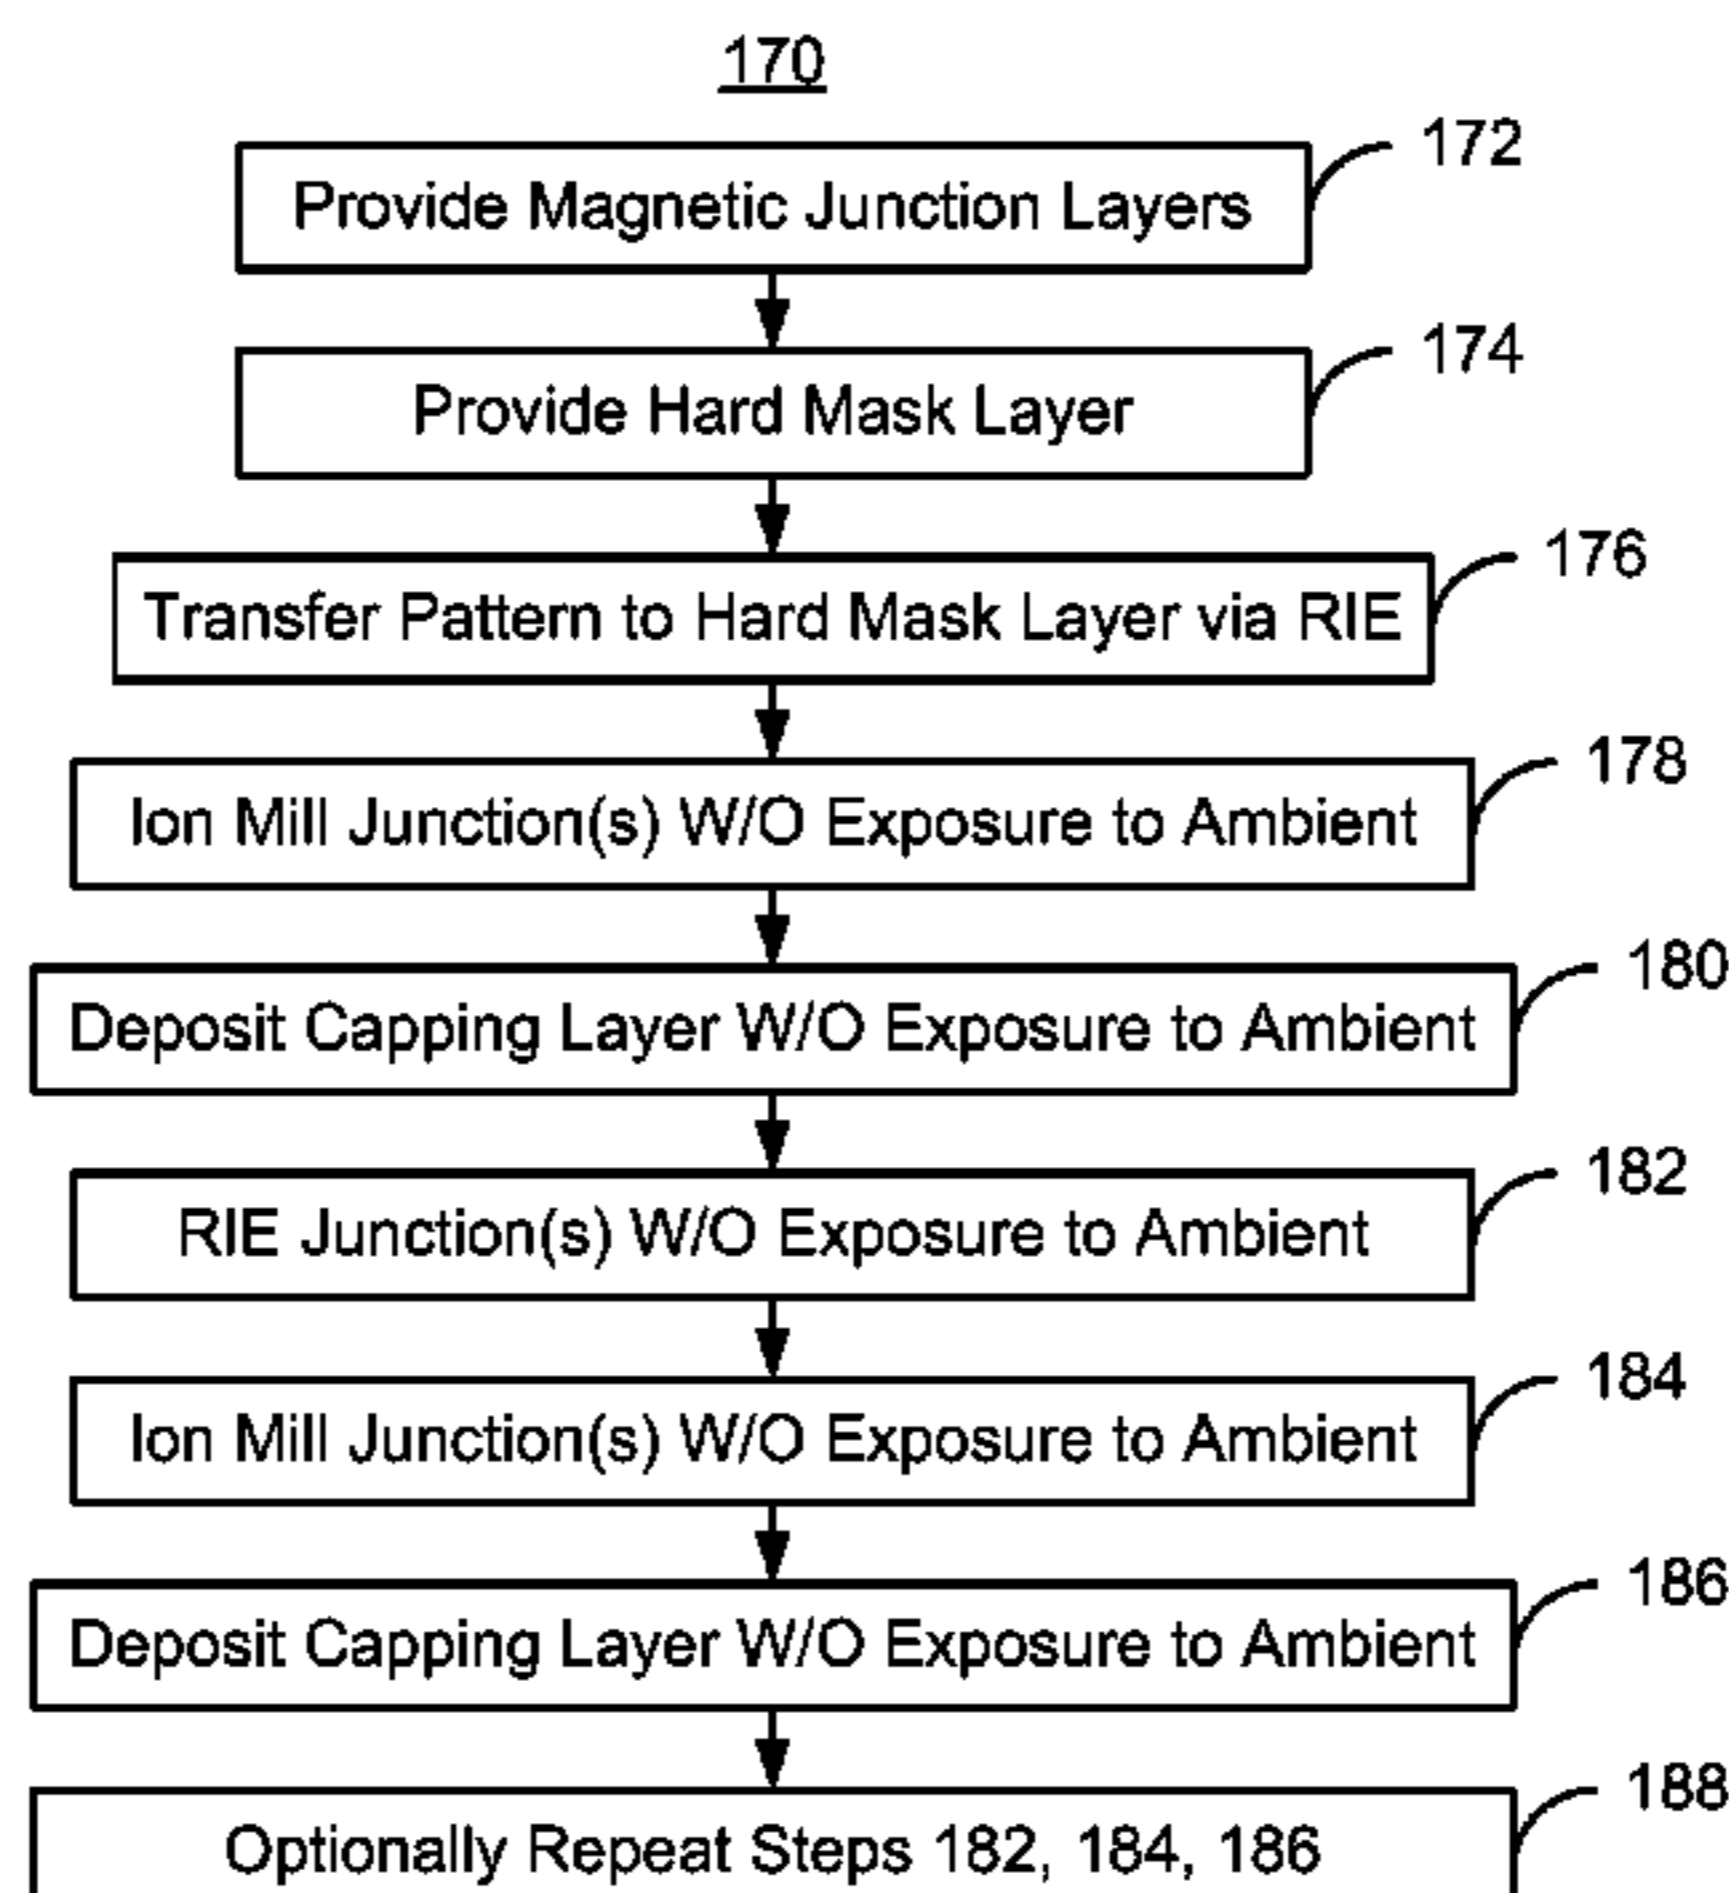 170
Provide Magnetic Junction Layers
172
Provide Hard Mask Layer
174
Transfer Pattern to Hard Mask Layer via RIE
176
Ion Mill Junction(s) W/O Exposure to Ambient
178
Deposit Capping Layer W/O Exposure to Ambient
180
RIE Junction(s) W/O Exposure to Ambient
182
Ion Mill Junction(s) W/O Exposure to Ambient
184
Deposit Capping Layer W/O Exposure to Ambient
186
Optionally Repeat Steps 182, 184, 186
188